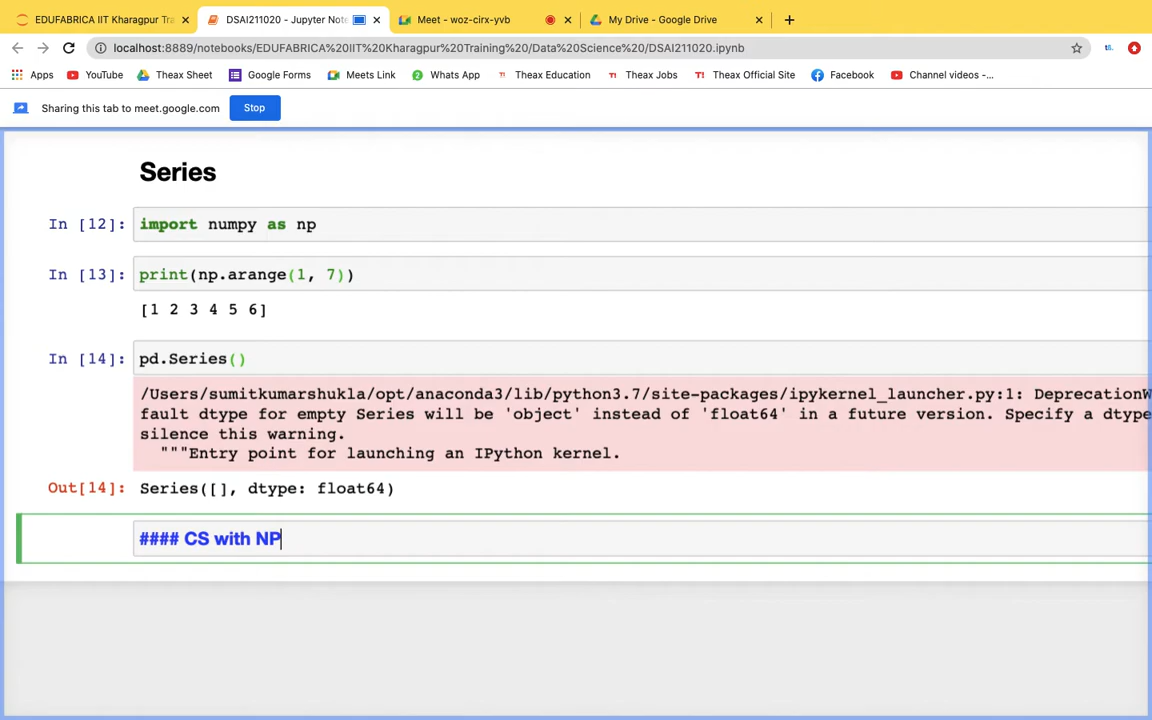 EDUFABRICA IIT Kharagpur Tra
DSAI211020 - Jupyter Note
Meet - woz-cirx-yvb
My Drive - Google Drive
localhost:8889/notebooks/EDUFABRICA%20IIT%20Kharagpur%20Training%20/Data%20Science%20/DSAI211020.ipynb
Apps
YouTube
Theax Sheet
Google Forms
Meets Link
2 Whats App
T! Theax Education
TI Theax Jobs
T! Theax Official Site
Facebook
Channel videos -...
Sharing this tab to meet.google.com
Stop
Series
In [12]: import numpy as np
In [13]: print(np.arange(1, 7))
[1 2 3 4 5 6]
In [14]: pd.Series()
/Users/sumitkumarshukla/opt/anaconda3/lib/python3.7/site-packages/ipykernel_launcher.py:1: DeprecationW
fault dtype for empty Series will be 'object' instead of 'float64' in a future version. Specify a dtype
silence this warning.
"""Entry point for launching an IPython kernel.
Out[14]: Series([], dtype: float64)
#### CS with NP